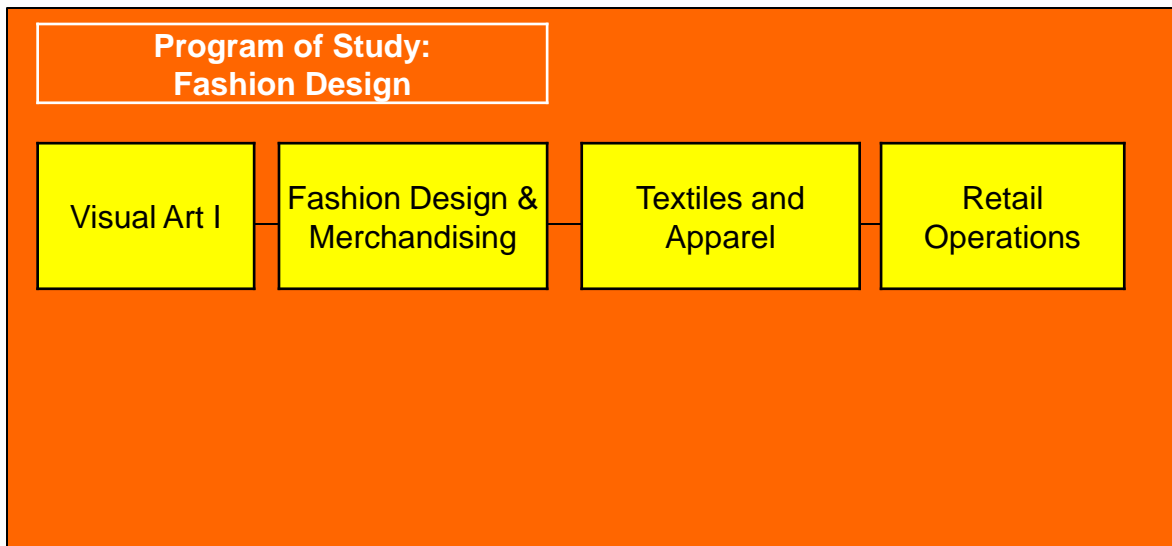 Program of Study:
Fashion Design
Visual Art I
Fashion Design &
Merchandising
Textiles and
Apparel
Retail
Operations